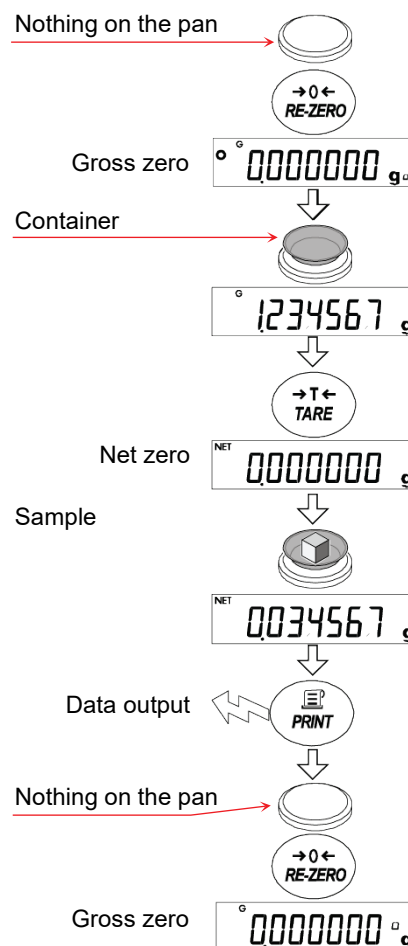 Nothing on the pan
→0←
RE-ZERO
G
Gross zero
0.000000 g
Container
G
1.234567 g
→T←
TARE
NET
Net zero
0.000000 g
Sample
NET
0.034567 g
Data output
PRINT
Nothing on the pan
→0←
RE-ZERO
G
Gross zero
0.000000 g